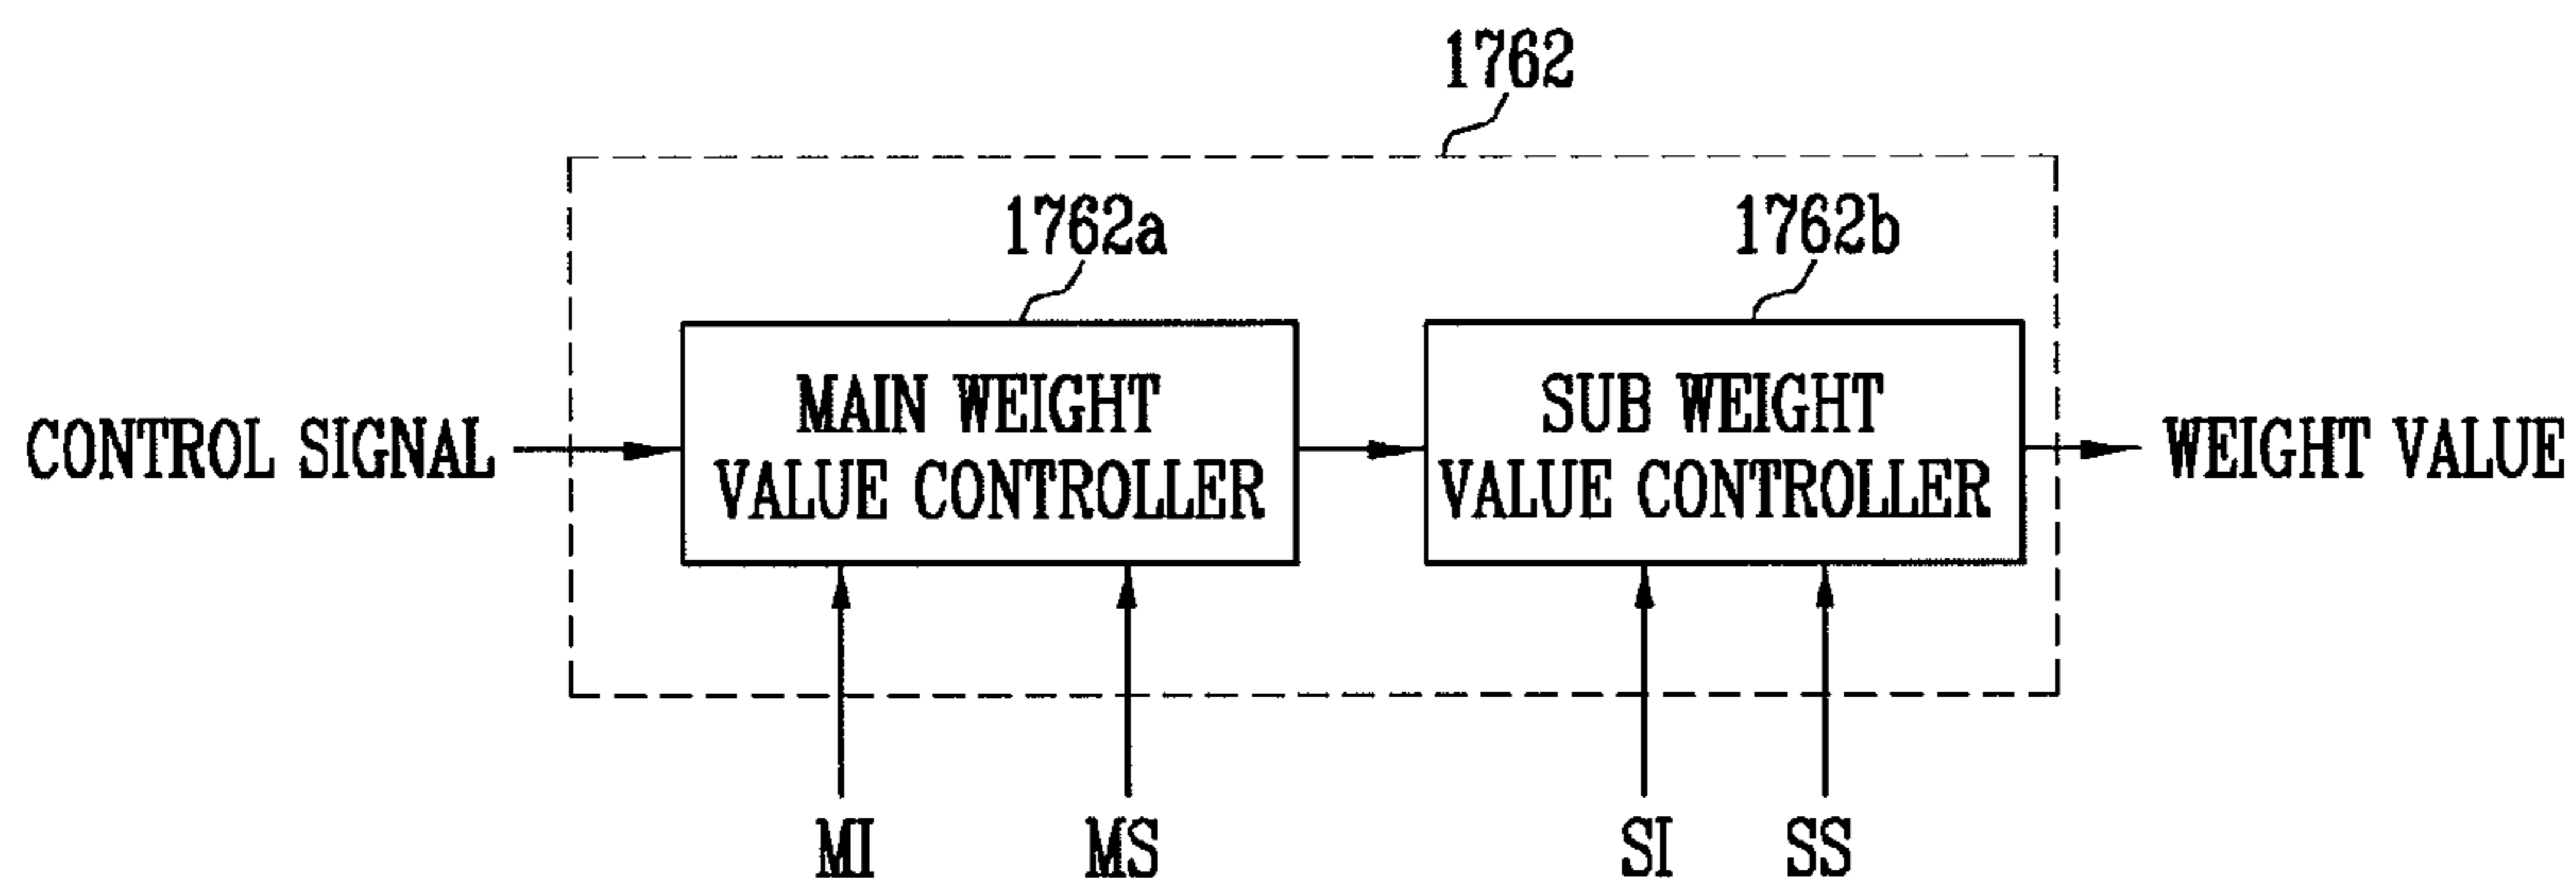 1762
1762a
1762b
CONTROL SIGNAL
MAIN WEIGHT
VALUE CONTROLLER
SUB WEIGHT
VALUE CONTROLLER
WEIGHT VALUE
MI
MS
SI
SS